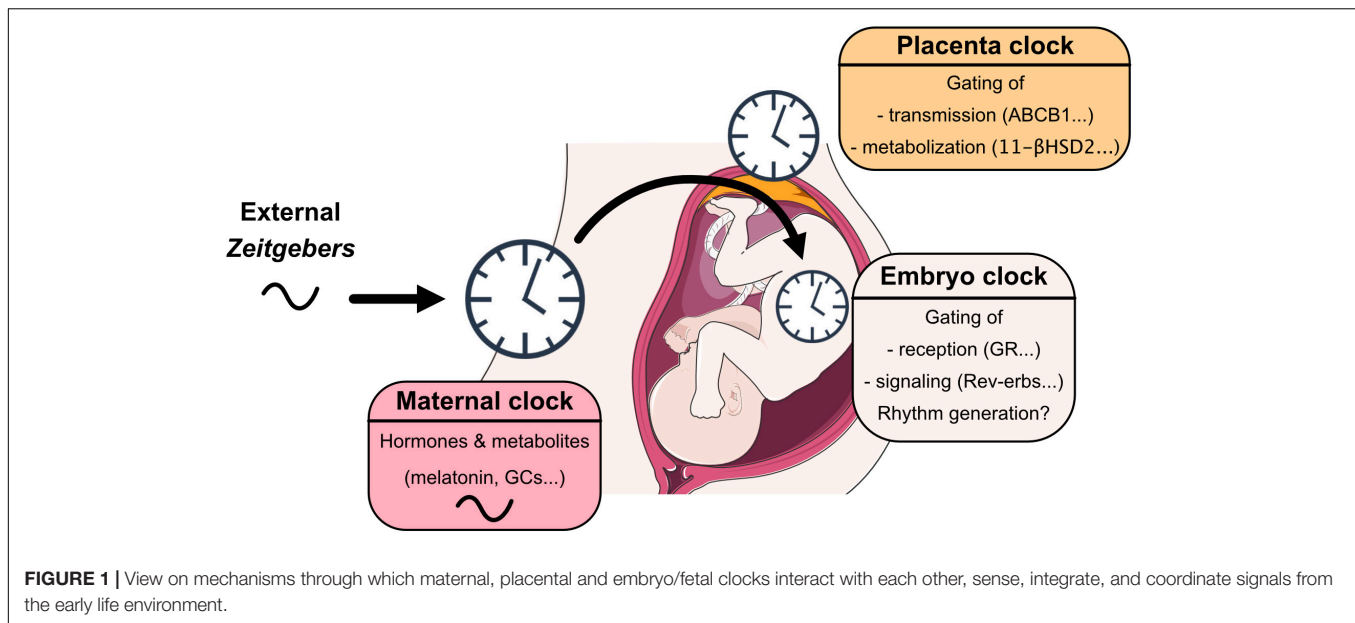 Placenta clock
Gating of
- transmission (ABCB1...)
- metabolization (11-βHSD2...)
External
Zeitgebers
Embryo clock
Gating of
- reception (GR...)
- signaling (Rev-erbs...)
Rhythm generation?
Maternal clock
Hormones & metabolites
(melatonin, GCs...)
FIGURE 1 | View on mechanisms through which maternal, placental and embryo/fetal clocks interact with each other, sense, integrate, and coordinate signals from
the early life environment.